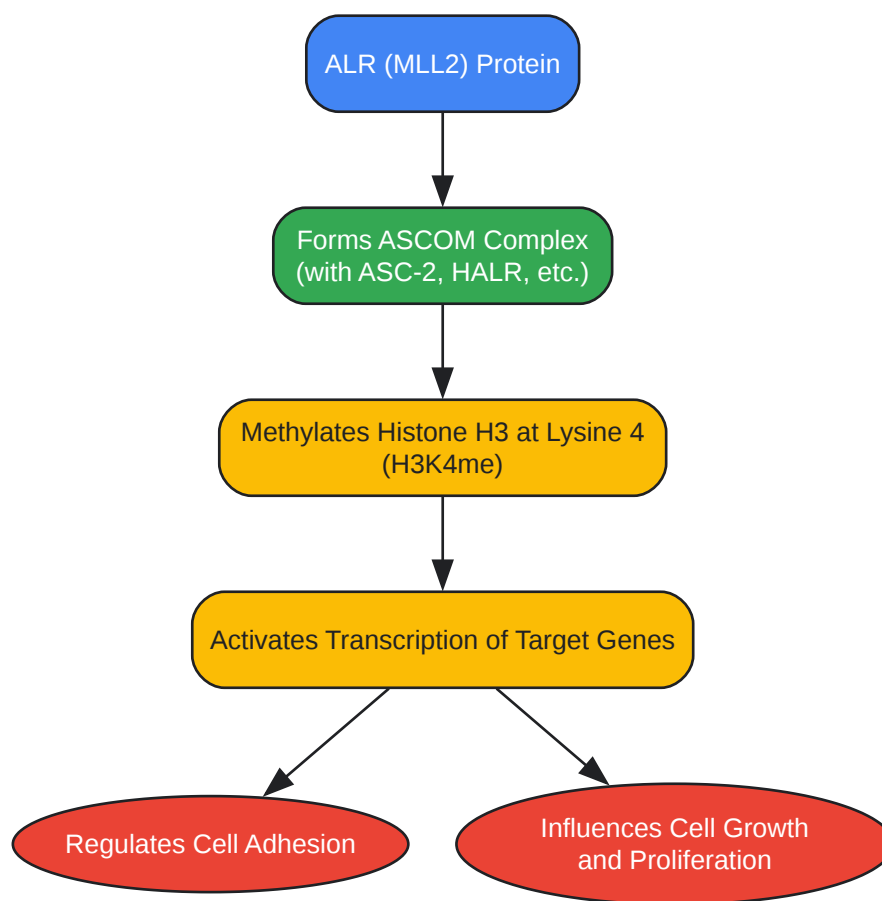 ALR (MLL2) Protein
Forms ASCOM Complex
(with ASC-2, HALR, etc.)
Methylates Histone H3 at Lysine 4
(H3K4me)
Activates Transcription of Target Genes
Regulates Cell Adhesion
Influences Cell Growth
and Proliferation